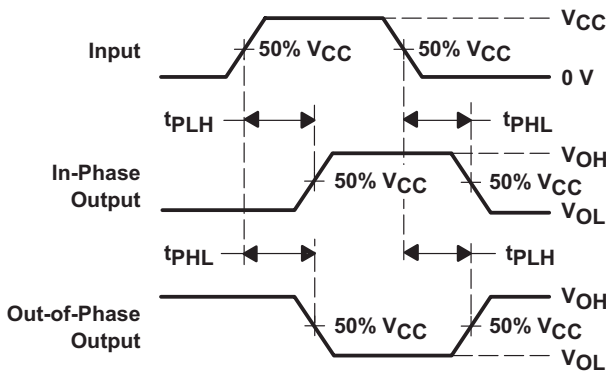 VCC
Input
50% VCC
50% VCC
0 V
tPLH
tPHL
VOH
In-Phase
Output
50% VCC
50% VCC
VOL
tPHL
tPLH
VOH
Out-of-Phase
Output
50% VCC
50% VCC
VOL